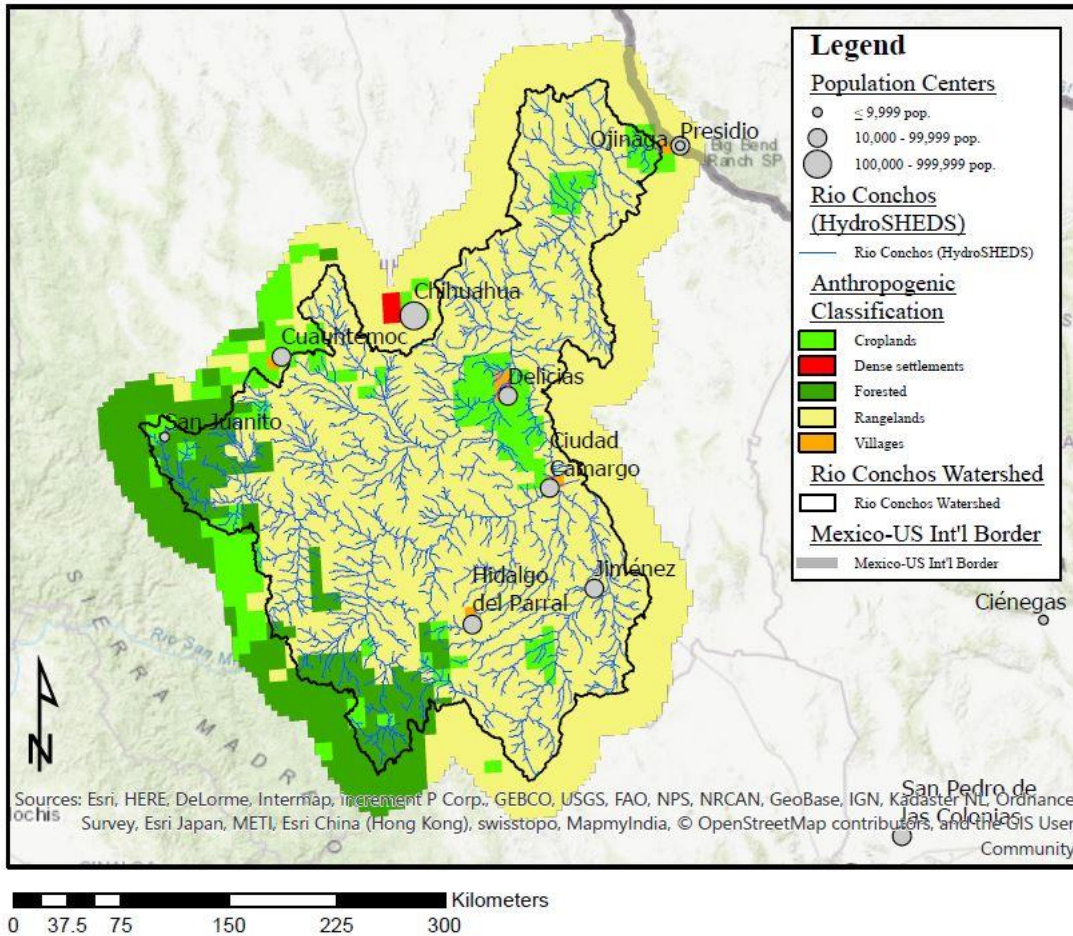 Legend
Population Centers
≤ 9,999 pop.
10,000 - 99,999 pop.
100,000 - 999,999 pop.
Rio Conchos
(HydroSHEDS)
Rio Conchos (HydroSHEDS)
Anthropogenic
Classification
Croplands
Dense settlements
Forested
Rangelands
Villages
Rio Conchos Watershed
Rio Conchos Watershed
Mexico-US Int'l Border
Mexico-US Int'l Border
Ojinaga
Presidio
Big Bend
Ranch SP
Chihuahua
Cuauhtemoc
Delicias
San Juanito
Ciudad
Camargo
Hidalgo
del Parral
Jiménez
Ciénegas
Rio San
SIERRA MADRE
N
San Pedro de
las Colonias
Sources: Esri, HERE, DeLorme, Intermap, increment P Corp., GEBCO, USGS, FAO, NPS, NRCAN, GeoBase, IGN, Kadaster NL, Ordnance
Survey, Esri Japan, METI, Esri China (Hong Kong), swisstopo, MapmyIndia, © OpenStreetMap contributors, and the GIS User
Community
lochis
Kilometers
0 37.5 75 150 225 300